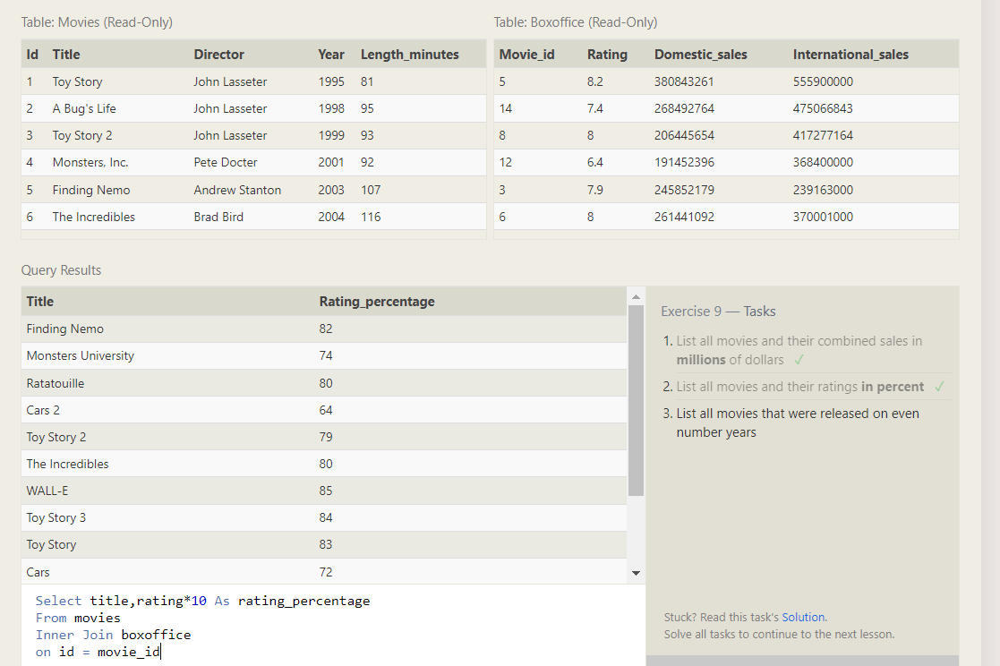 Table: Movies (Read-Only)
Id Title Director Year Length_minutes
1 Toy Story John Lasseter 1995 81
2 A Bug's Life John Lasseter 1998 95
3 Toy Story 2 John Lasseter 1999 93
4 Monsters, Inc. Pete Docter 2001 92
5 Finding Nemo Andrew Stanton 2003 107
6 The Incredibles Brad Bird 2004 116
Table: Boxoffice (Read-Only)
Movie_id Rating Domestic_sales International_sales
5 8.2 380843261 555900000
14 7.4 268492764 475066843
8 8 206445654 417277164
12 6.4 191452396 368400000
3 7.9 245852179 239163000
6 8 261441092 370001000
Query Results
Title Rating_percentage
Finding Nemo 82
Monsters University 74
Ratatouille 80
Cars 2 64
Toy Story 2 79
The Incredibles 80
WALL-E 85
Toy Story 3 84
Toy Story 83
Cars 72
Select title,rating*10 As rating_percentage
From movies
Inner Join boxoffice
on id = movie_id
Exercise 9 — Tasks
1. List all movies and their combined sales in
millions of dollars ✓
2. List all movies and their ratings in percent ✓
3. List all movies that were released on even
number years
Stuck? Read this task's Solution.
Solve all tasks to continue to the next lesson.